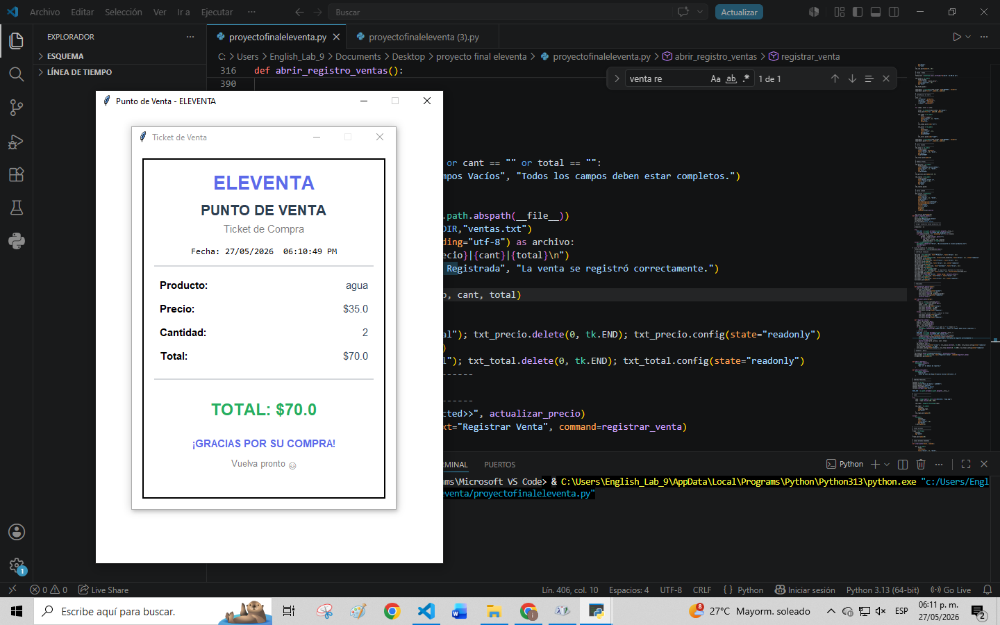 Archivo Editar Selección Ver Ir a Ejecutar ··· Buscar Actualizar
EXPLORADOR ···
ESQUEMA
LÍNEA DE TIEMPO
proyectofinaleleventa.py proyectofinaleleventa (3).py
C: > Users > English_Lab_9 > Documents > Desktop > proyecto final eleventa > proyectofinaleleventa.py > abrir_registro_ventas > registrar_venta
316 def abrir_registro_ventas():
390
venta re Aa ab .* 1 de 1
Punto de Venta - ELEVENTA
Ticket de Venta
ELEVENTA
PUNTO DE VENTA
Ticket de Compra
Fecha: 27/05/2026 06:10:49 PM
Producto: agua
Precio: $35.0
Cantidad: 2
Total: $70.0
TOTAL: $70.0
¡GRACIAS POR SU COMPRA!
Vuelva pronto ☺
or cant == "" or total == "":
mpos Vacíos", "Todos los campos deben estar completos.")
.path.abspath(__file__))
DIR,"ventas.txt")
ding="utf-8") as archivo:
ecio}|{cant}|{total}\n")
Registrada", "La venta se registró correctamente.")
o, cant, total)
al"); txt_precio.delete(0, tk.END); txt_precio.config(state="readonly")
)
l"); txt_total.delete(0, tk.END); txt_total.config(state="readonly")
------
------
cted>>", actualizar_precio)
xt="Registrar Venta", command=registrar_venta)
MINAL PUERTOS Python ···
ams\Microsoft VS Code> & C:\Users\English_Lab_9\AppData\Local\Programs\Python\Python313\python.exe "c:/Users/Engl
eventa/proyectofinaleleventa.py"
1
0 0 Live Share Lín. 406, col. 10 Espacios: 4 UTF-8 CRLF { } Python Iniciar sesión Python 3.13 (64-bit) Go Live
Escribe aquí para buscar. 8 27°C Mayorm. soleado ESP 06:11 p. m.
27/05/2026 2